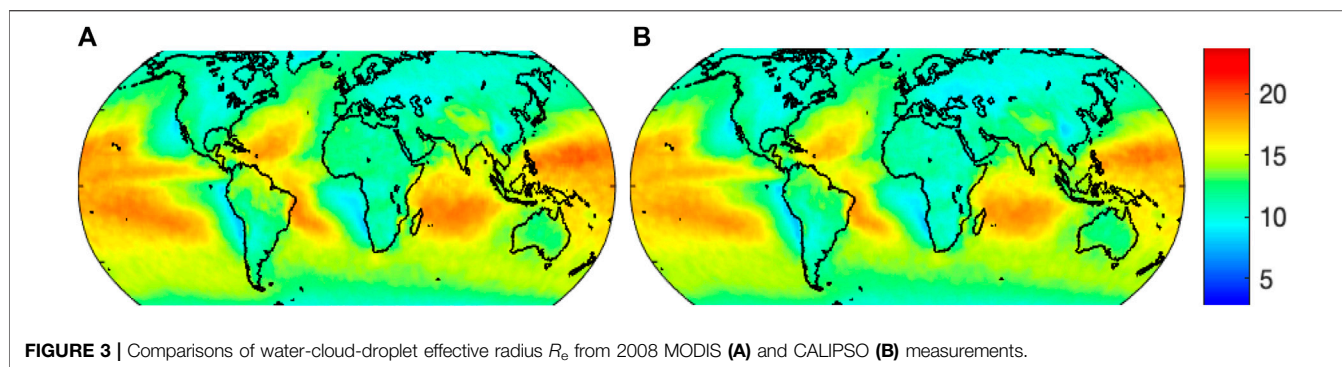 A
B
20
15
10
5
FIGURE 3 | Comparisons of water-cloud-droplet effective radius Re from 2008 MODIS (A) and CALIPSO (B) measurements.